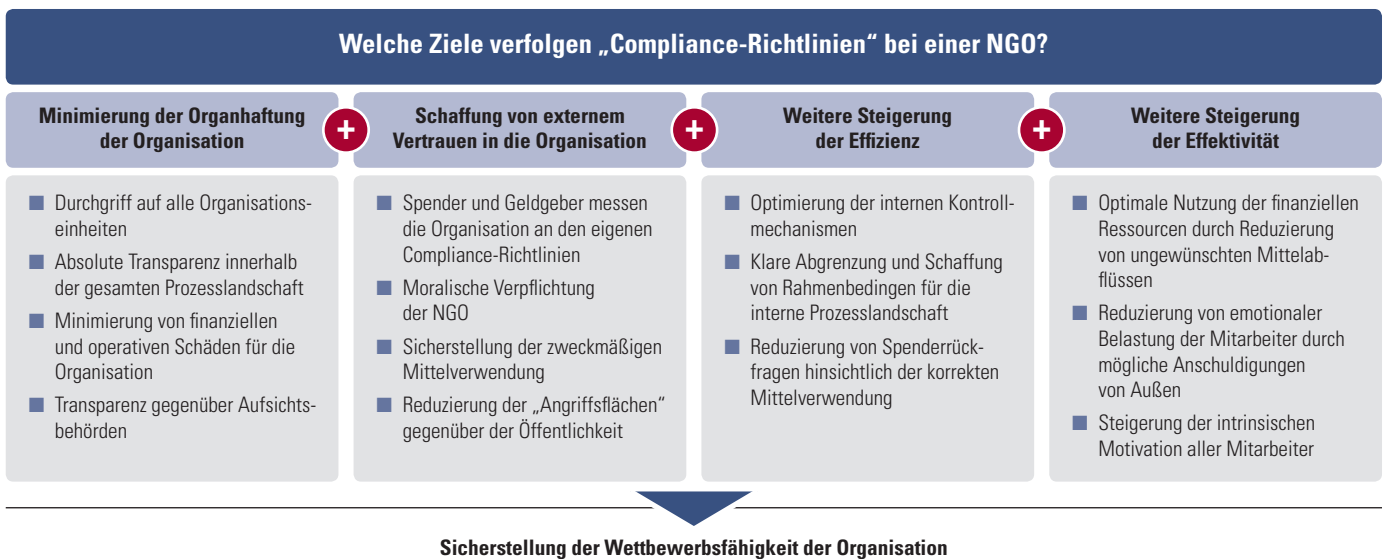 Welche Ziele verfolgen „Compliance-Richtlinien“ bei einer NGO?
Minimierung der Organhaftung
der Organisation
+
Schaffung von externem
Vertrauen in die Organisation
+
Weitere Steigerung
der Effizienz
+
Weitere Steigerung
der Effektivität
Durchgriff auf alle Organisations-
einheiten
Absolute Transparenz innerhalb
der gesamten Prozesslandschaft
Minimierung von finanziellen
und operativen Schäden für die
Organisation
Transparenz gegenüber Aufsichts-
behörden
Spender und Geldgeber messen
die Organisation an den eigenen
Compliance-Richtlinien
Moralische Verpflichtung
der NGO
Sicherstellung der zweckmäßigen
Mittelverwendung
Reduzierung der „Angriffsflächen“
gegenüber der Öffentlichkeit
Optimierung der internen Kontroll-
mechanismen
Klare Abgrenzung und Schaffung
von Rahmenbedingen für die
interne Prozesslandschaft
Reduzierung von Spenderrück-
fragen hinsichtlich der korrekten
Mittelverwendung
Optimale Nutzung der finanziellen
Ressourcen durch Reduzierung
von ungewünschten Mittelab-
flüssen
Reduzierung von emotionaler
Belastung der Mitarbeiter durch
mögliche Anschuldigungen
von Außen
Steigerung der intrinsischen
Motivation aller Mitarbeiter
Sicherstellung der Wettbewerbsfähigkeit der Organisation